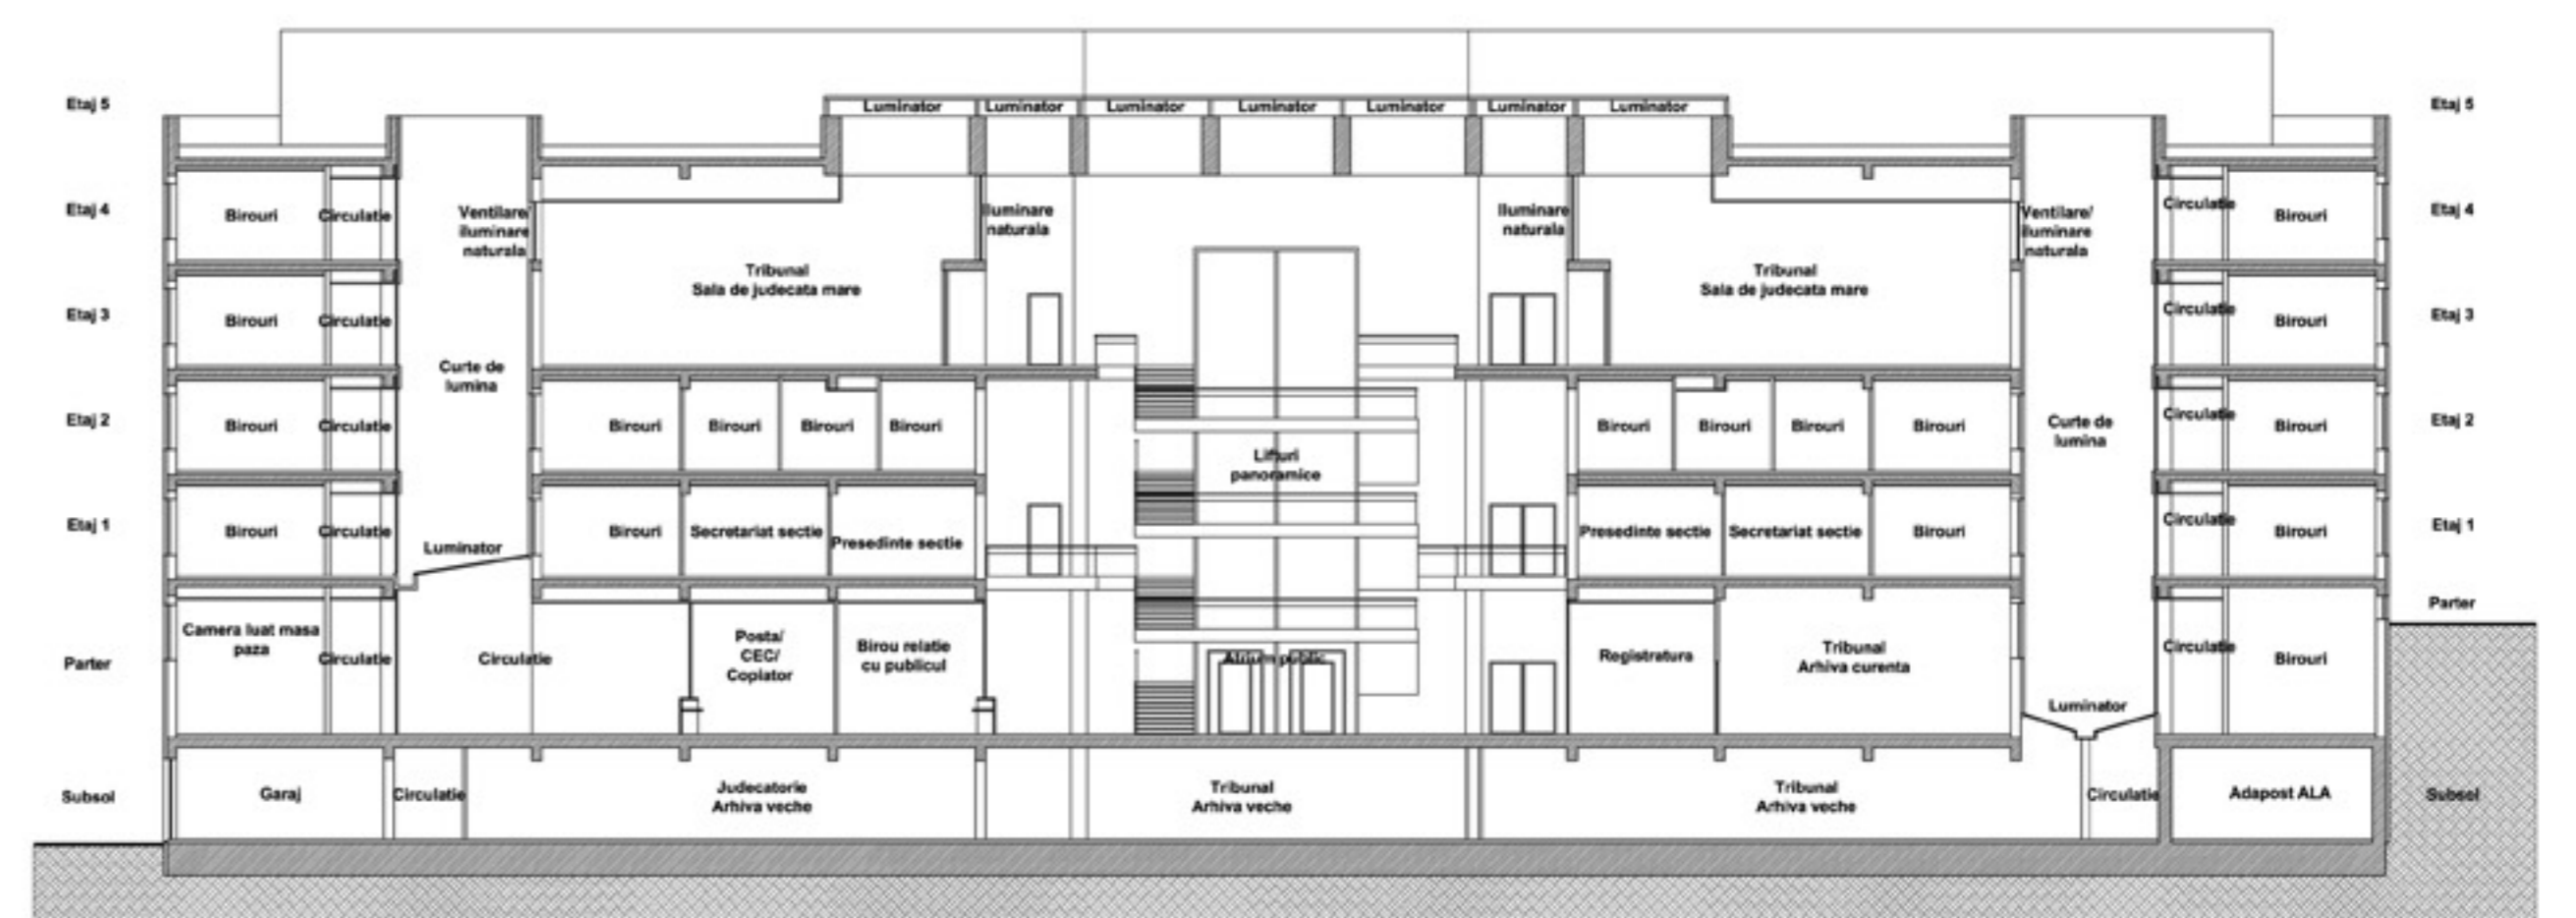 Etaj 5
Luminator Luminator Luminator Luminator Luminator Luminator Luminator
Etaj 5
Etaj 4
Birouri
Circulatie
Ventilare/
iluminare
naturala
Iluminare
naturala
Iluminare
naturala
Ventilare/
iluminare
naturala
Circulatie
Birouri
Etaj 4
Tribunal
Sala de judecata mare
Tribunal
Sala de judecata mare
Etaj 3
Birouri
Circulatie
Circulatie
Birouri
Etaj 3
Curte de
lumina
Etaj 2
Birouri
Circulatie
Birouri
Birouri
Birouri
Birouri
Lifturi
panoramice
Birouri
Birouri
Birouri
Birouri
Curte de
lumina
Circulatie
Birouri
Etaj 2
Etaj 1
Birouri
Circulatie
Luminator
Birouri
Secretariat sectie
Presedinte sectie
Presedinte sectie
Secretariat sectie
Birouri
Circulatie
Birouri
Etaj 1
Parter
Parter
Camera luat masa
paza
Circulatie
Circulatie
Posta/
CEC/
Copiator
Birou relatie
cu publicul
Atrium public
Registratura
Tribunal
Arhiva curenta
Luminator
Circulatie
Birouri
Subsol
Garaj
Circulatie
Judecatorie
Arhiva veche
Tribunal
Arhiva veche
Tribunal
Arhiva veche
Circulatie
Adapost ALA
Subsol